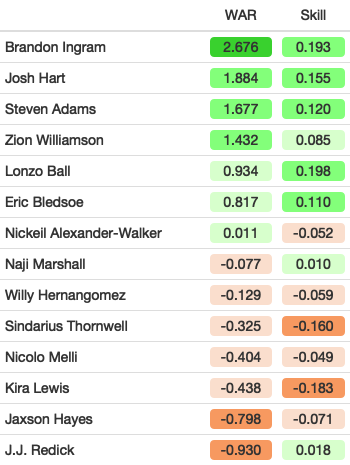 WAR Skill
Brandon Ingram 2.676 0.193
Josh Hart 1.884 0.155
Steven Adams 1.677 0.120
Zion Williamson 1.432 0.085
Lonzo Ball 0.934 0.198
Eric Bledsoe 0.817 0.110
Nickeil Alexander-Walker 0.011 -0.052
Naji Marshall -0.077 0.010
Willy Hernangomez -0.129 -0.059
Sindarius Thornwell -0.325 -0.160
Nicolo Melli -0.404 -0.049
Kira Lewis -0.438 -0.183
Jaxson Hayes -0.798 -0.071
J.J. Redick -0.930 0.018